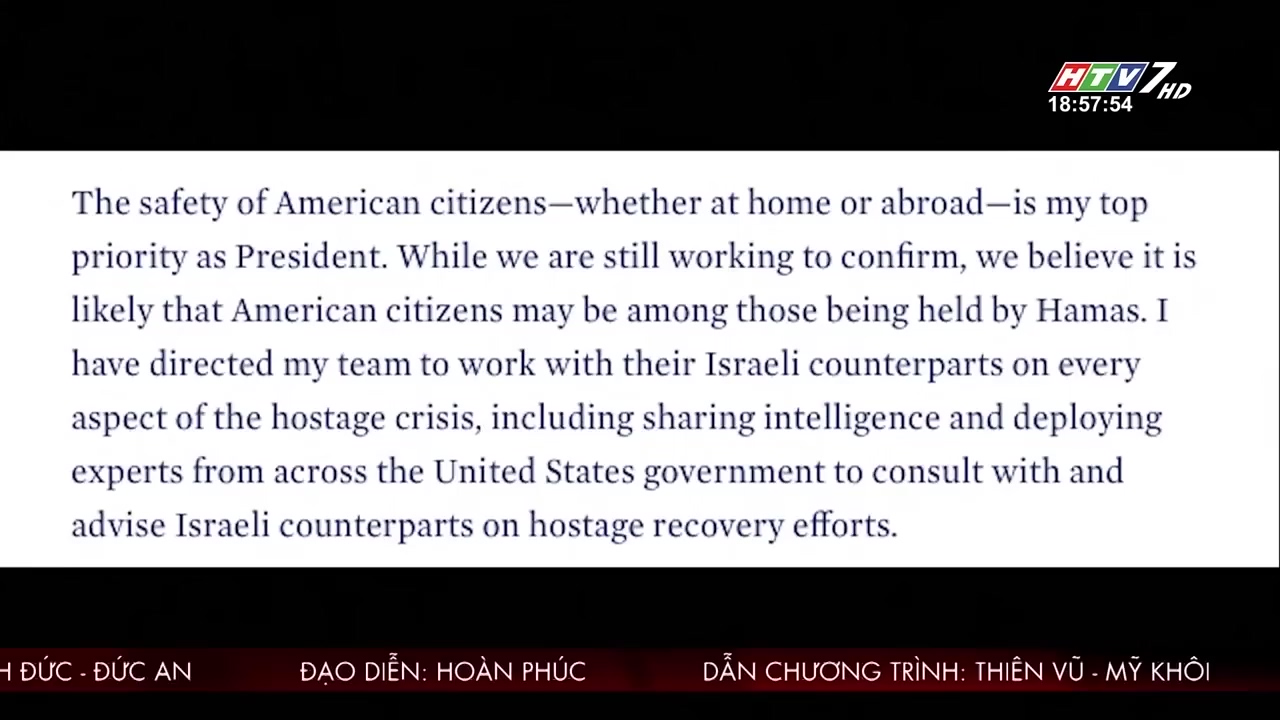 HTV7 HD
18:57:54
The safety of American citizens—whether at home or abroad—is my top
priority as President. While we are still working to confirm, we believe it is
likely that American citizens may be among those being held by Hamas. I
have directed my team to work with their Israeli counterparts on every
aspect of the hostage crisis, including sharing intelligence and deploying
experts from across the United States government to consult with and
advise Israeli counterparts on hostage recovery efforts.
H ĐỨC - ĐỨC AN ĐẠO DIỄN: HOÀN PHÚC DẪN CHƯƠNG TRÌNH: THIÊN VŨ - MỸ KHÔI